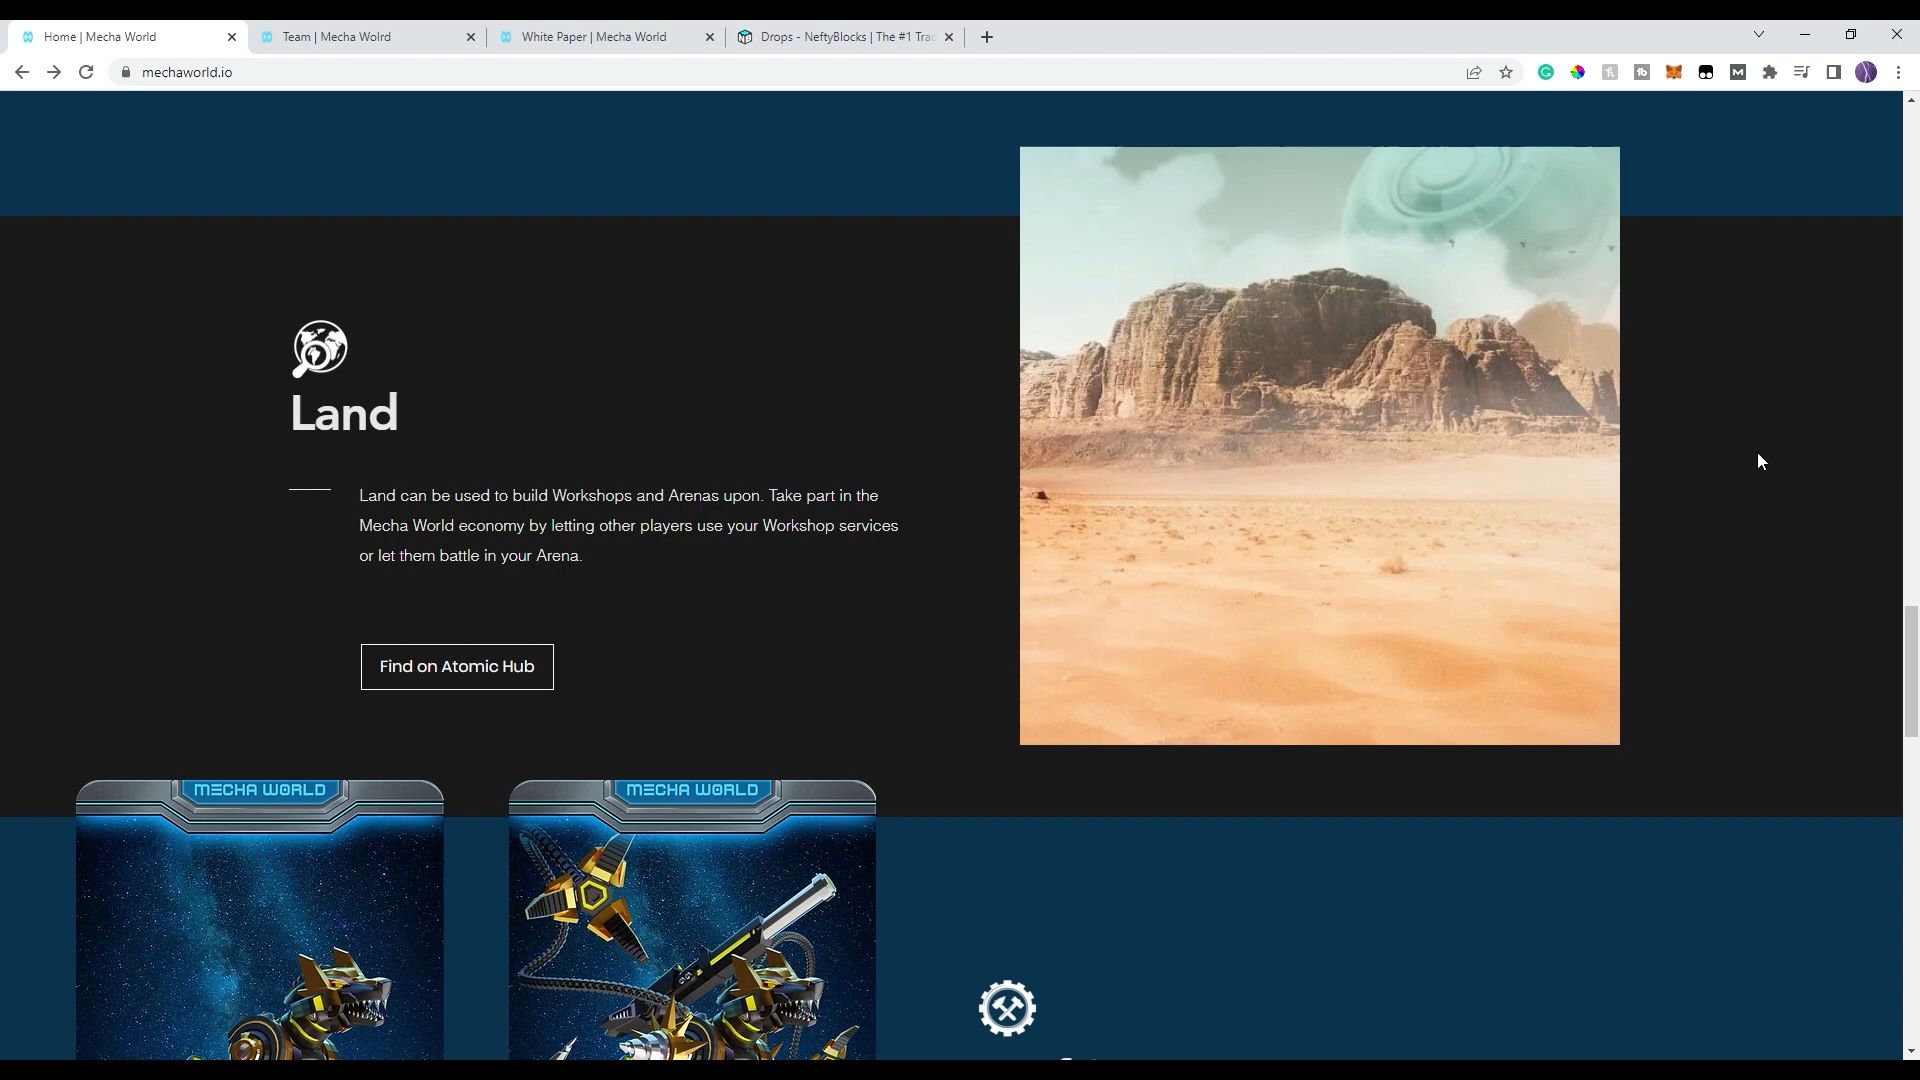 Home | Mecha World
Team | Mecha Wolrd
White Paper | Mecha World
Drops - NeftyBlocks | The #1 Trac
mechaworld.io
Land
Land can be used to build Workshops and Arenas upon. Take part in the
Mecha World economy by letting other players use your Workshop services
or let them battle in your Arena.
Find on Atomic Hub
MECHA WORLD
MECHA WORLD